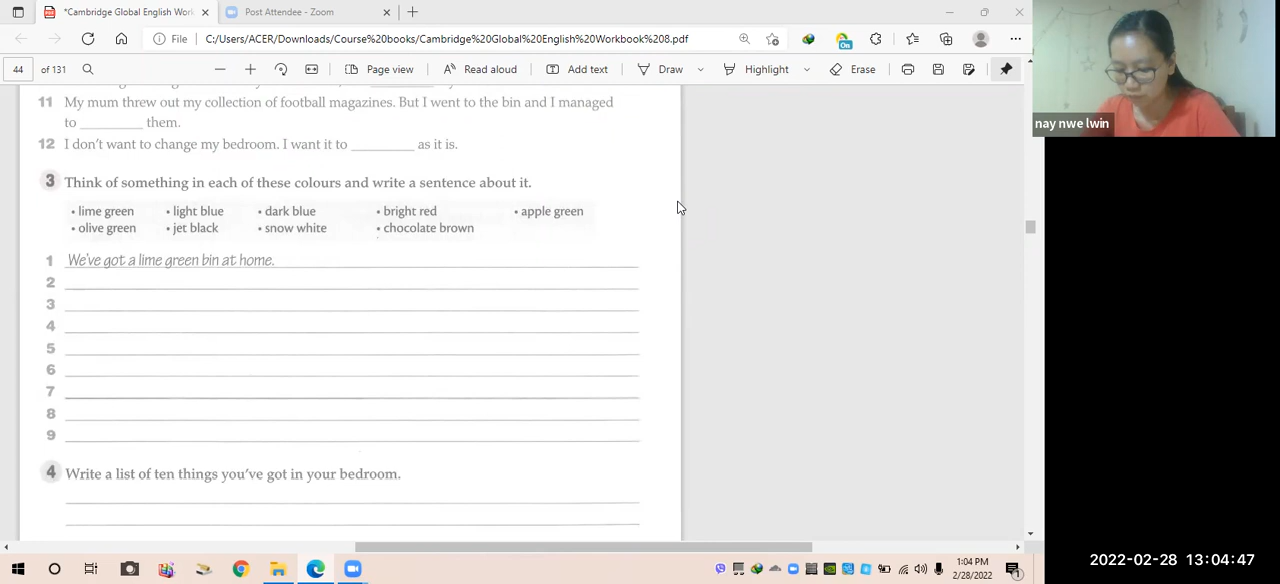 *Cambridge Global English Work
Post Attendee - Zoom
File
C:/Users/ACER/Downloads/Course%20books/Cambridge%20Global%20English%20Workbook%208.pdf
On
44 of 131
Page view
Read aloud
Add text
Draw
Highlight
Erase
nay nwe lwin
11 My mum threw out my collection of football magazines. But I went to the bin and I managed
to _________ them.
12 I don't want to change my bedroom. I want it to _________ as it is.
3 Think of something in each of these colours and write a sentence about it.
• lime green • light blue • dark blue • bright red • apple green
• olive green • jet black • snow white • chocolate brown
1 We've got a lime green bin at home.
2
3
4
5
6
7
8
9
4 Write a list of ten things you've got in your bedroom.
1:04 PM
2/28/2022
1
2022-02-28 13:04:47